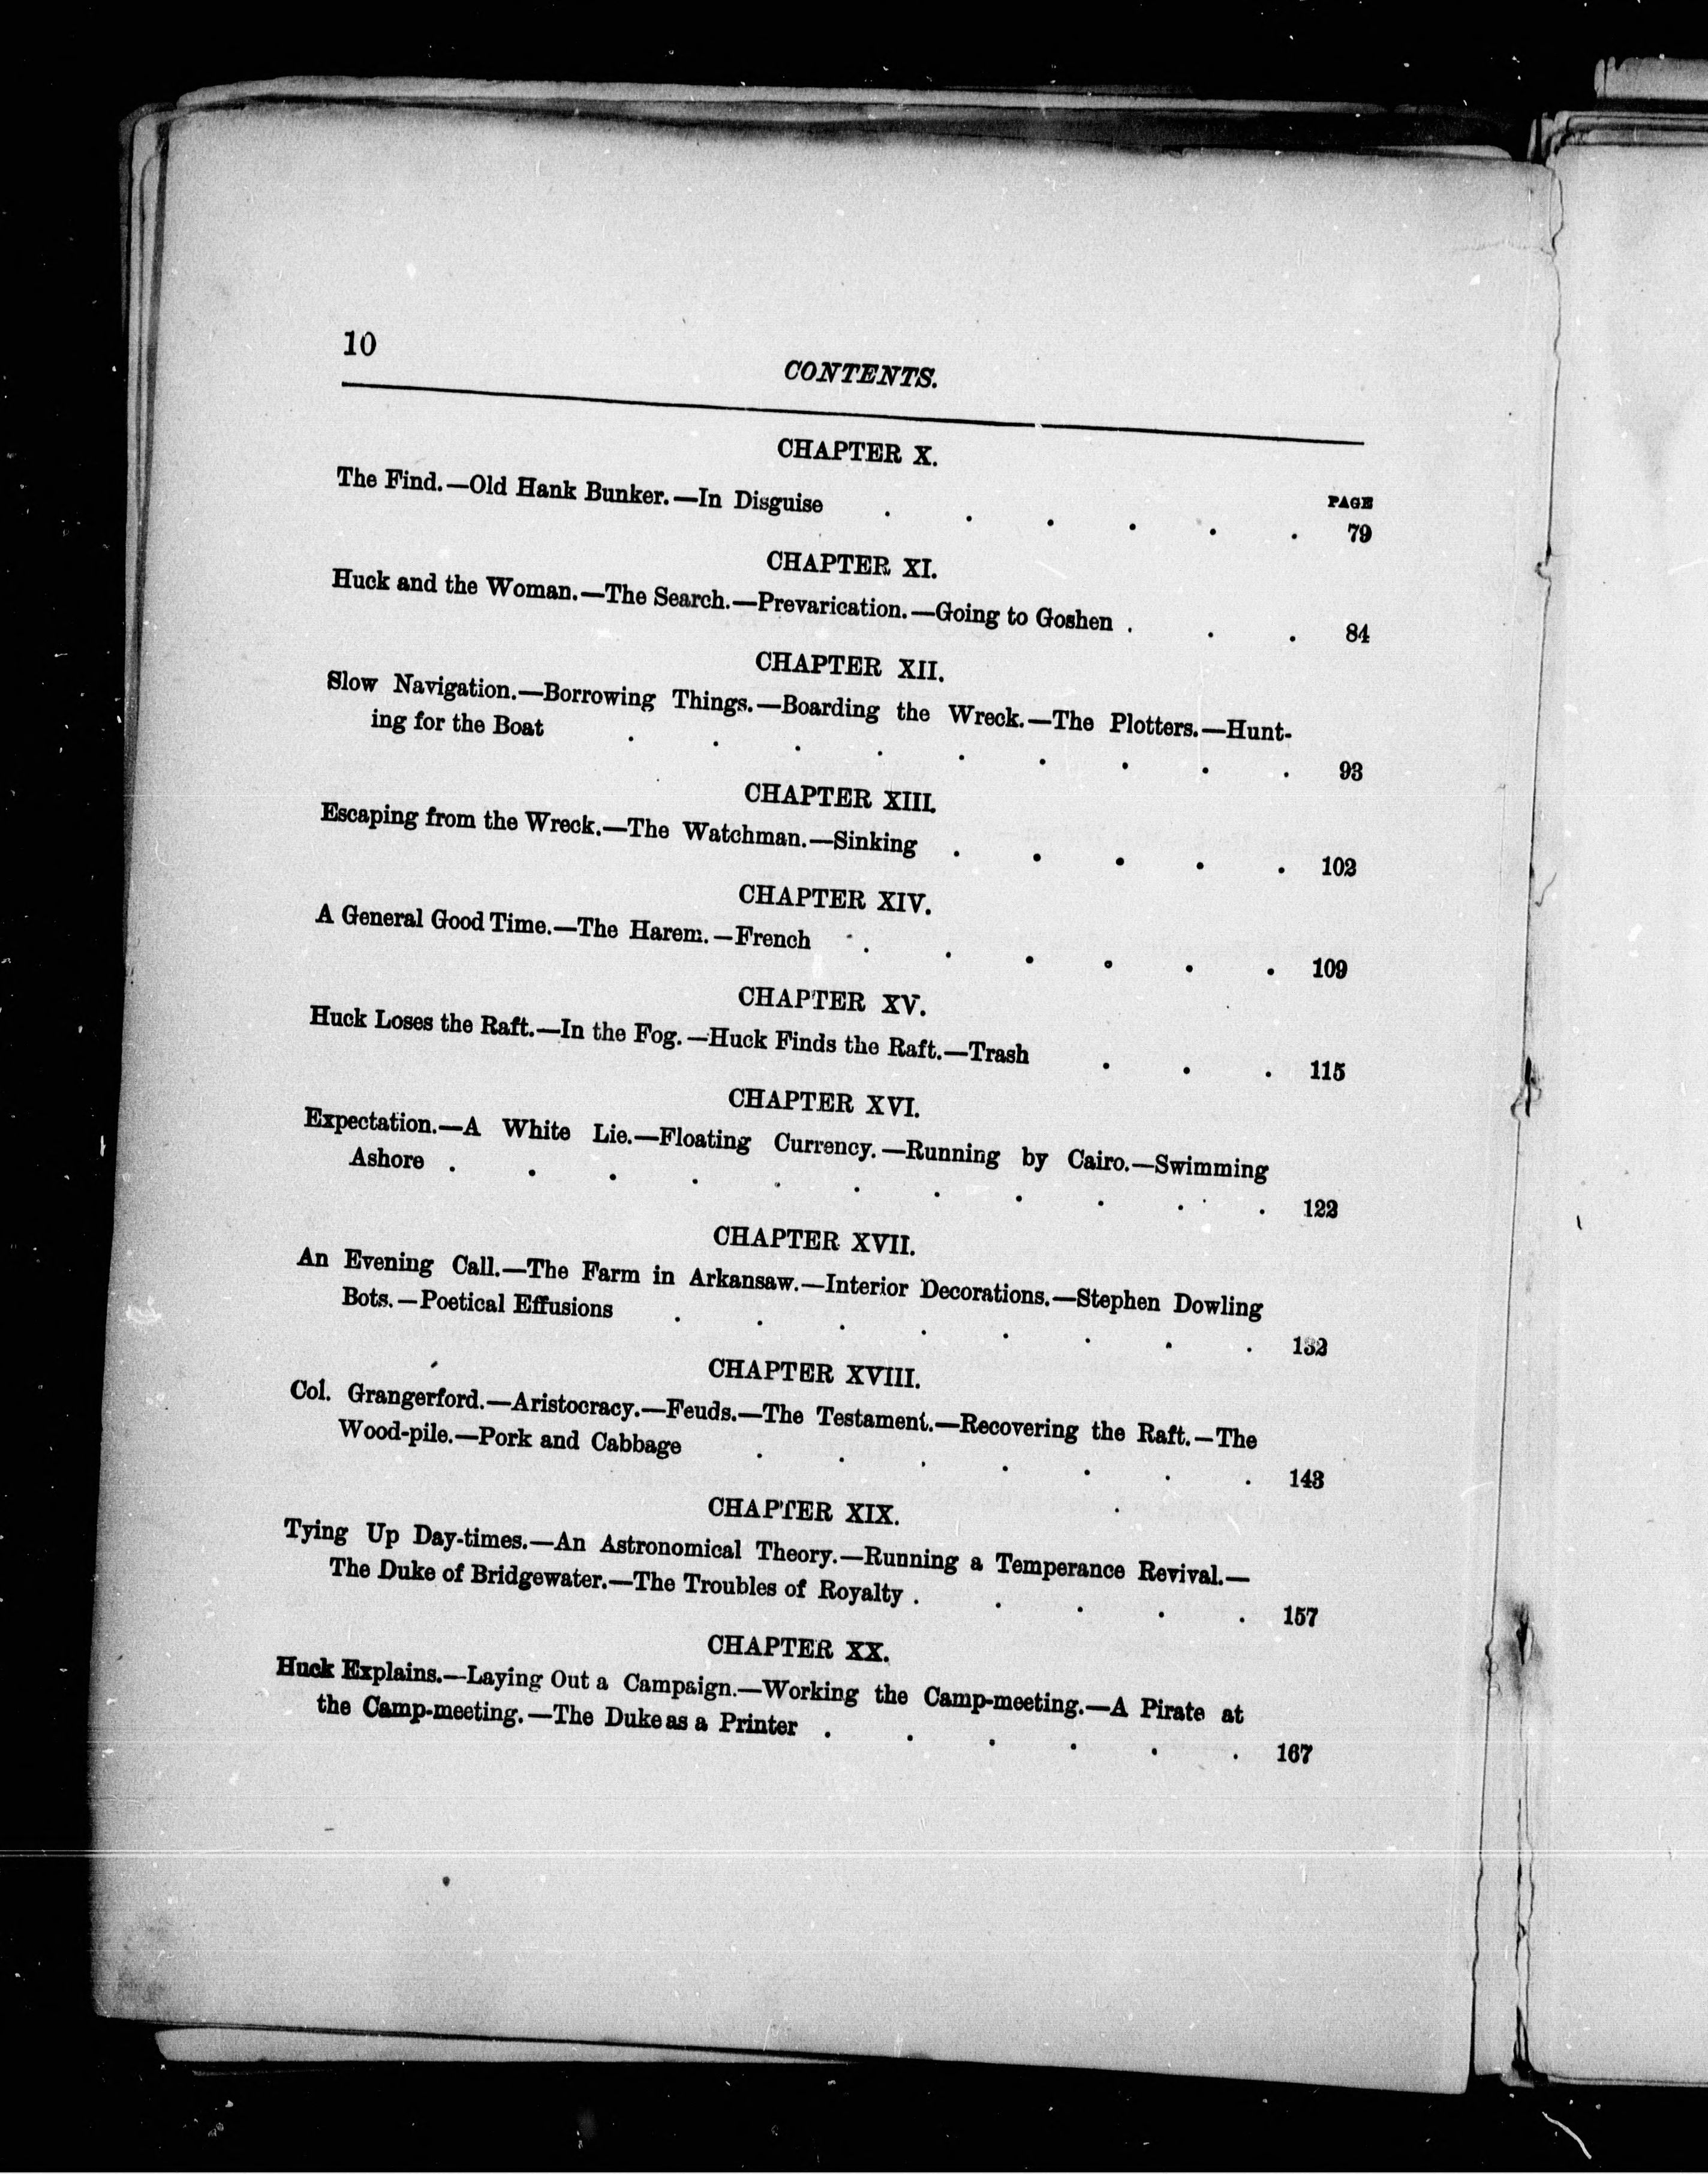 10
CONTENTS.
CHAPTER X.
PAGE
The Find.—Old Hank Bunker.—In Disguise . . . . . . 79
CHAPTER XI.
Huck and the Woman.—The Search.—Prevarication.—Going to Goshen . . . 84
CHAPTER XII.
Slow Navigation.—Borrowing Things.—Boarding the Wreck.—The Plotters.—Hunt-
ing for the Boat . . . . . . . . . 93
CHAPTER XIII.
Escaping from the Wreck.—The Watchman.—Sinking . . . . . 102
CHAPTER XIV.
A General Good Time.—The Harem.—French . . . . . . 109
CHAPTER XV.
Huck Loses the Raft.—In the Fog.—Huck Finds the Raft.—Trash . . . 115
CHAPTER XVI.
Expectation.—A White Lie.—Floating Currency.—Running by Cairo.—Swimming
Ashore . . . . . . . . . . . 122
CHAPTER XVII.
An Evening Call.—The Farm in Arkansaw.—Interior Decorations.—Stephen Dowling
Bots.—Poetical Effusions . . . . . . . . 132
CHAPTER XVIII.
Col. Grangerford.—Aristocracy.—Feuds.—The Testament.—Recovering the Raft.—The
Wood-pile.—Pork and Cabbage . . . . . . . 143
CHAPTER XIX.
Tying Up Day-times.—An Astronomical Theory.—Running a Temperance Revival.—
The Duke of Bridgewater.—The Troubles of Royalty . . . . . 157
CHAPTER XX.
Huck Explains.—Laying Out a Campaign.—Working the Camp-meeting.—A Pirate at
the Camp-meeting.—The Duke as a Printer . . . . . . 167